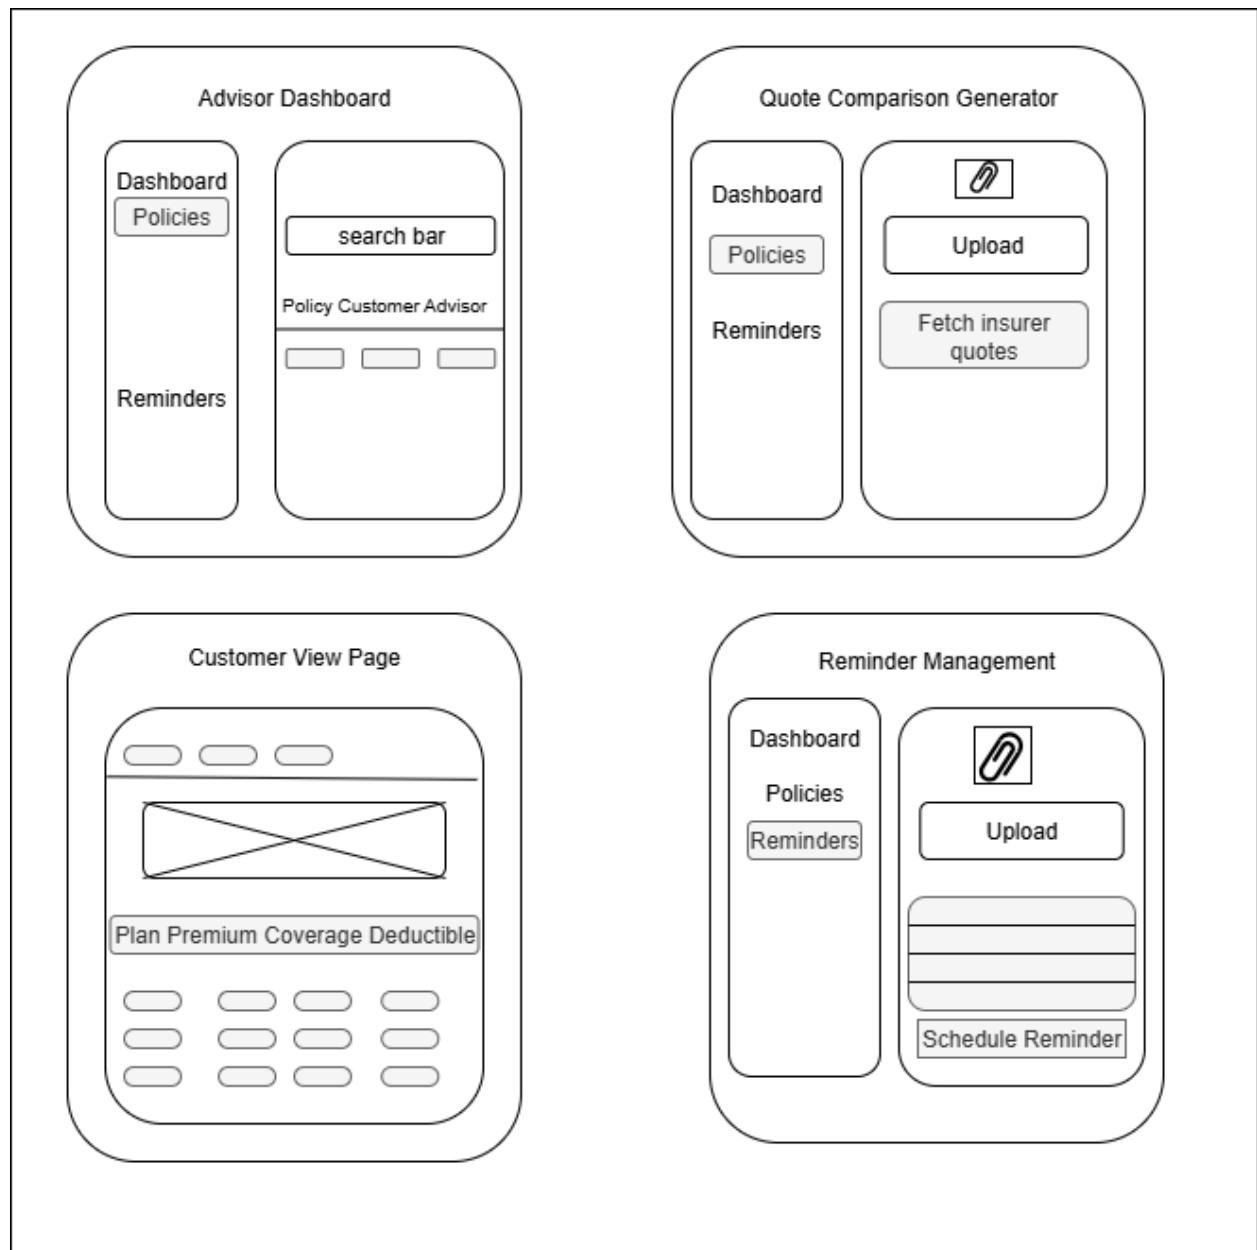 Advisor Dashboard
Dashboard
Policies
Reminders
search bar
Policy Customer Advisor
Quote Comparison Generator
Dashboard
Policies
Reminders
Upload
Fetch insurer
quotes
Customer View Page
Plan Premium Coverage Deductible
Reminder Management
Dashboard
Policies
Reminders
Upload
Schedule Reminder